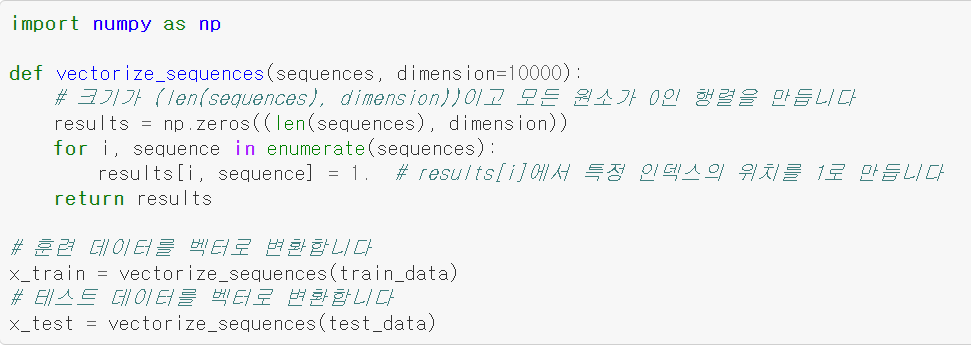 import numpy as np
def vectorize_sequences(sequences, dimension=10000):
    # 크기가 (len(sequences), dimension))이고 모든 원소가 0인 행렬을 만듭니다
    results = np.zeros((len(sequences), dimension))
    for i, sequence in enumerate(sequences):
        results[i, sequence] = 1.  # results[i]에서 특정 인덱스의 위치를 1로 만듭니다
    return results
# 훈련 데이터를 벡터로 변환합니다
x_train = vectorize_sequences(train_data)
# 테스트 데이터를 벡터로 변환합니다
x_test = vectorize_sequences(test_data)